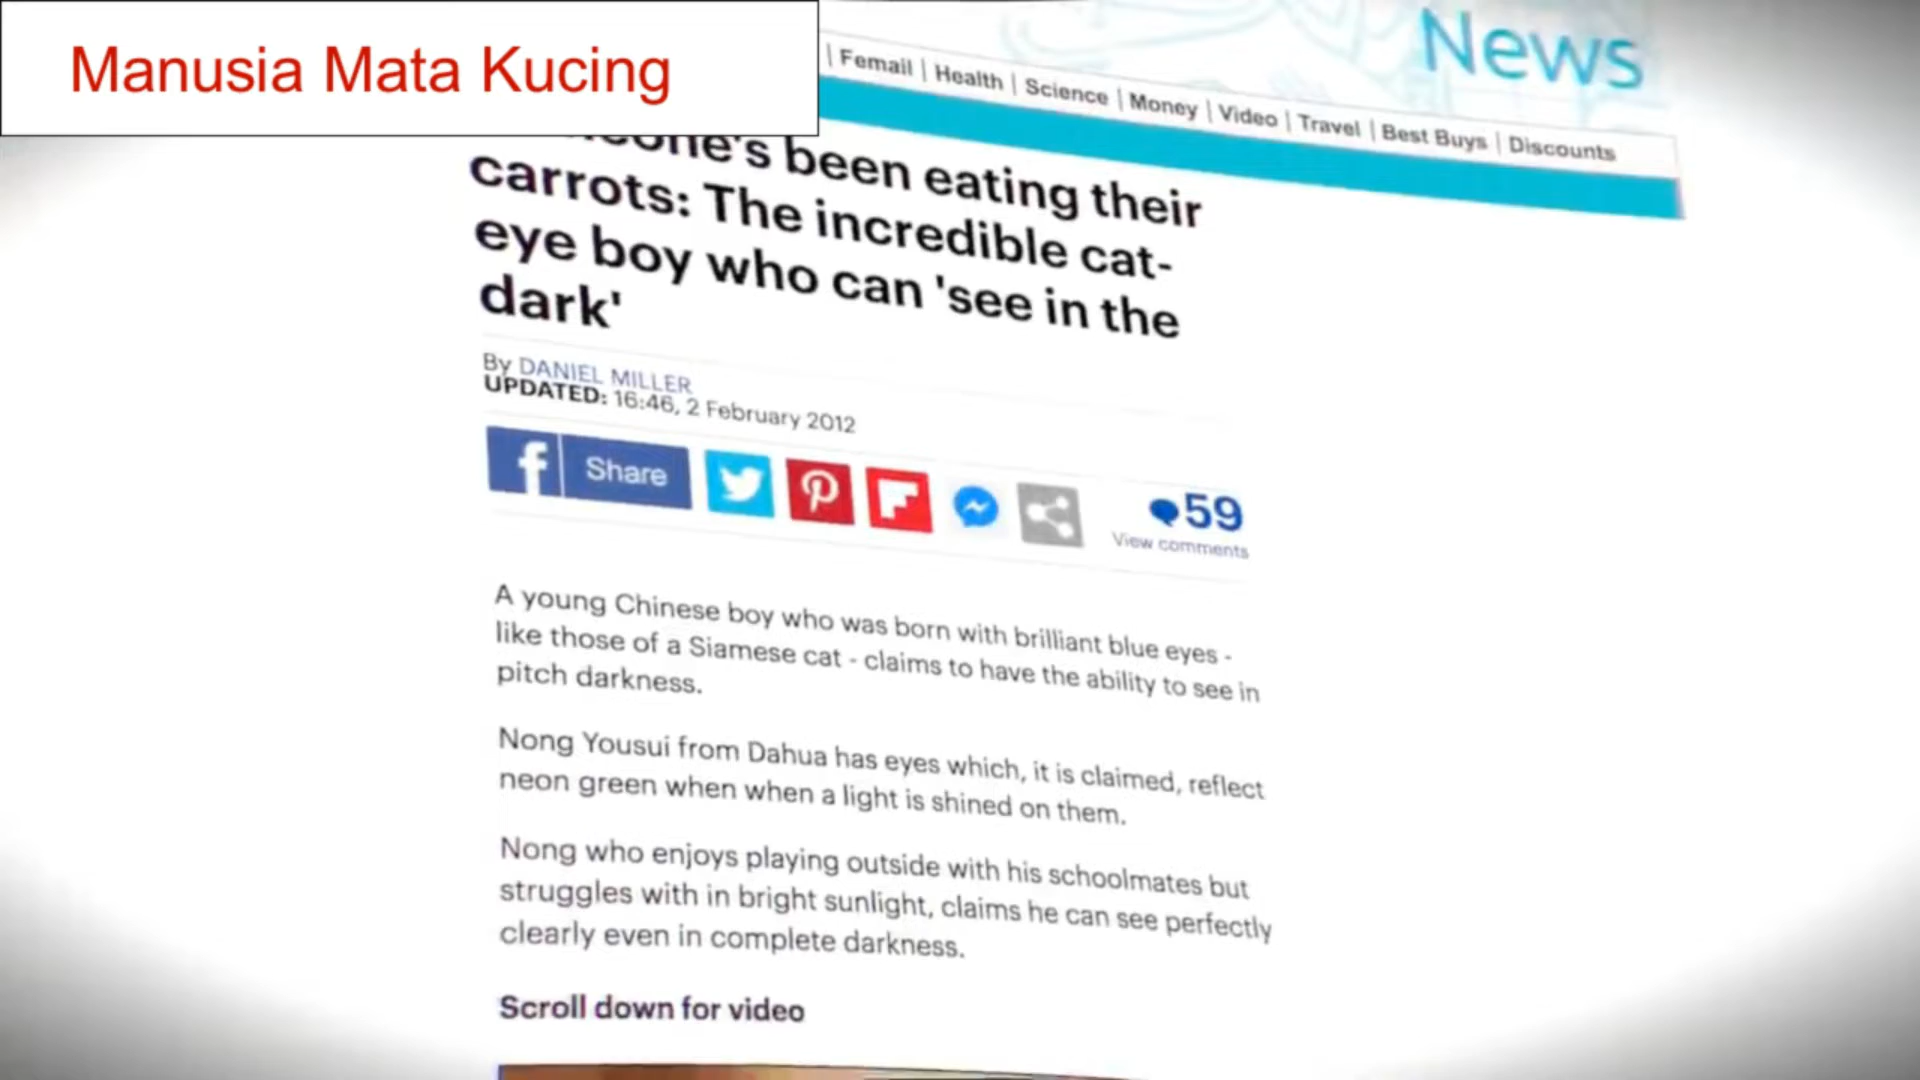 Manusia Mata Kucing
News
Femail | Health | Science | Money | Video | Travel | Best Buys | Discounts
been eating their
carrots: The incredible cat-
eye boy who can 'see in the
dark'
By DANIEL MILLER
UPDATED: 16:46, 2 February 2012
f Share
59
View comments
A young Chinese boy who was born with brilliant blue eyes -
like those of a Siamese cat - claims to have the ability to see in
pitch darkness.
Nong Yousui from Dahua has eyes which, it is claimed, reflect
neon green when when a light is shined on them.
Nong who enjoys playing outside with his schoolmates but
struggles with in bright sunlight, claims he can see perfectly
clearly even in complete darkness.
Scroll down for video